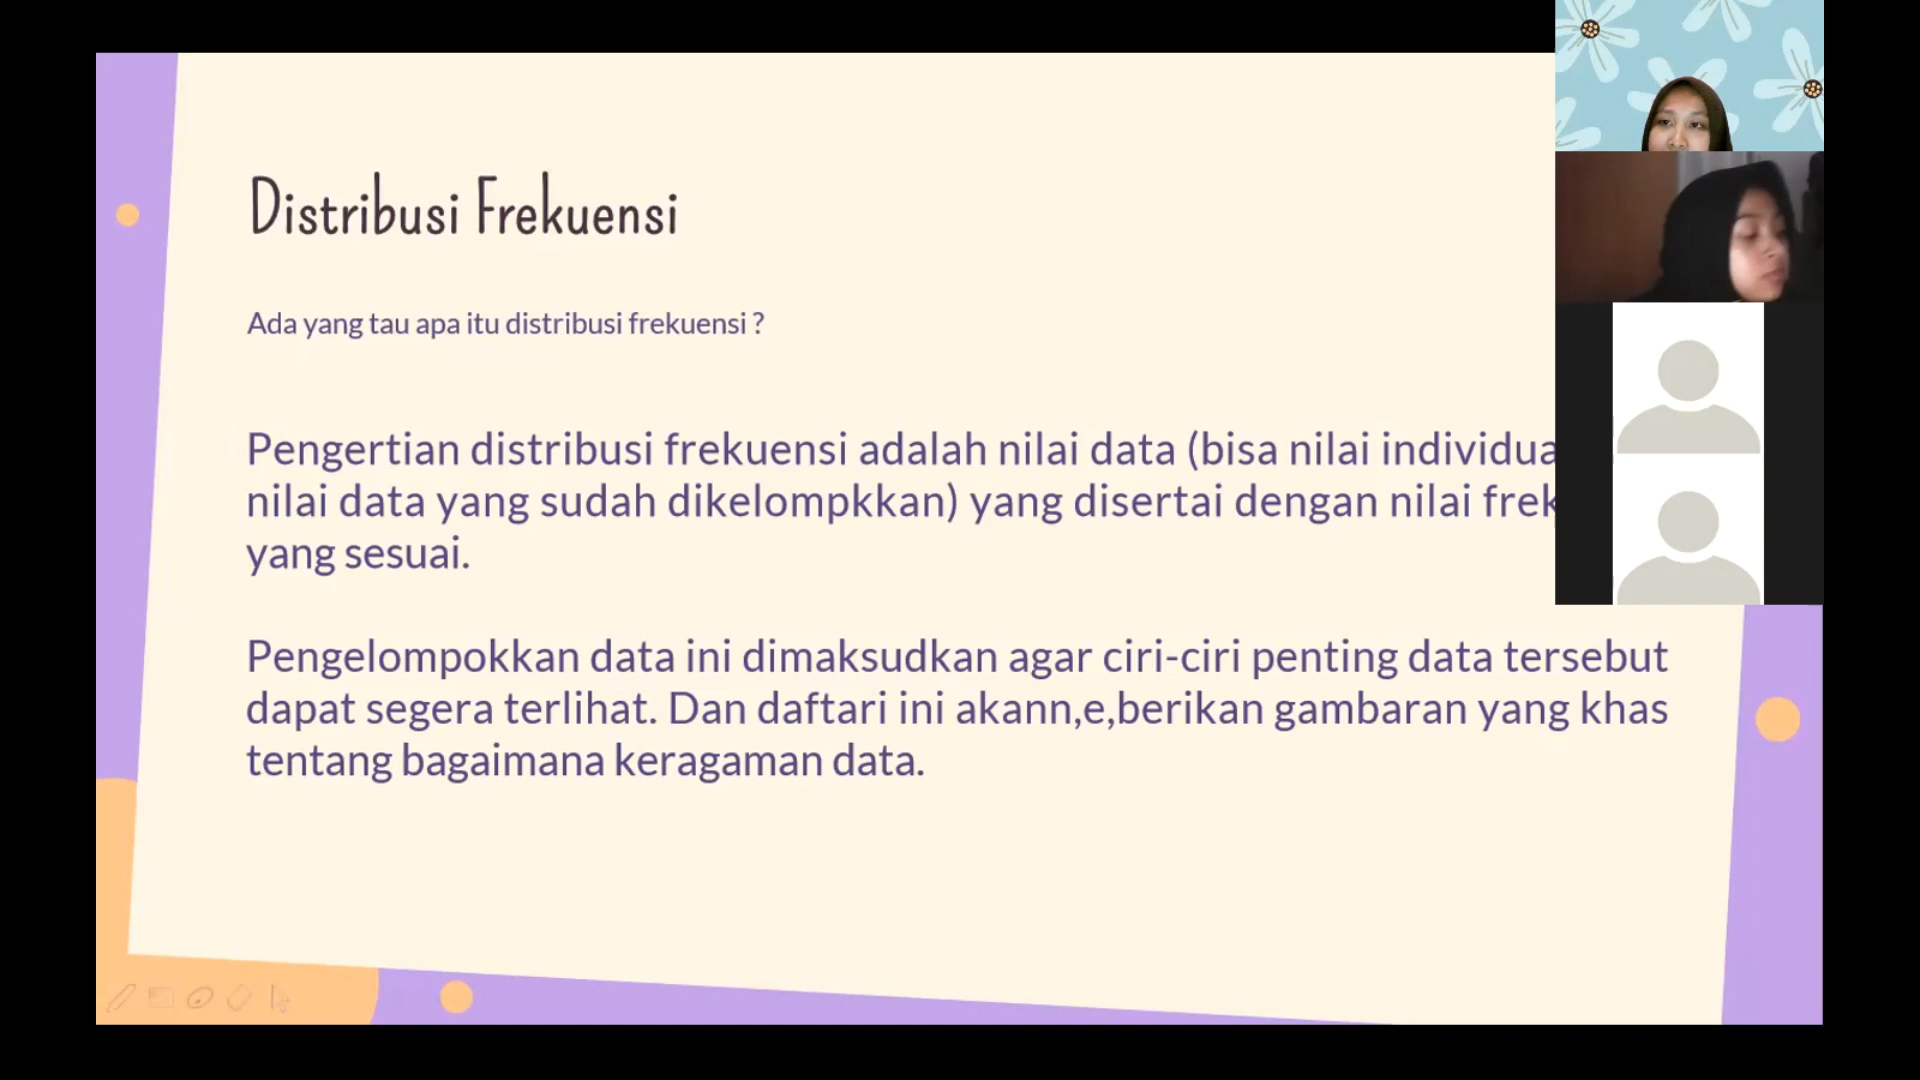 Distribusi Frekuensi
Ada yang tau apa itu distribusi frekuensi ?
Pengertian distribusi frekuensi adalah nilai data (bisa nilai
nilai data yang sudah dikelompkkan) yang disertai dengan nilai
yang sesuai.
Pengelompokkan data ini dimaksudkan agar ciri-ciri penting data tersebut
dapat segera terlihat. Dan daftari ini akann,e,berikan gambaran yang khas
tentang bagaimana keragaman data.